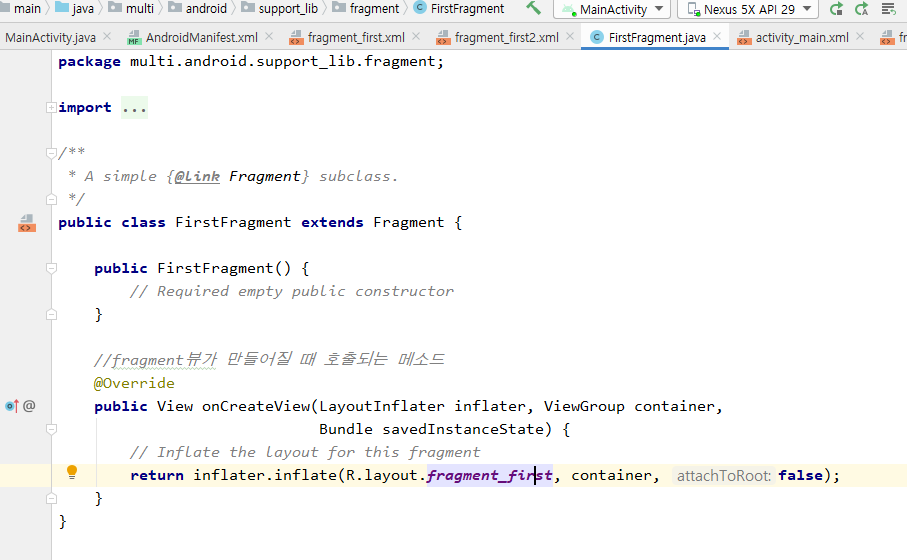 main java multi android support_lib fragment FirstFragment MainActivity Nexus 5X API 29
MainActivity.java AndroidManifest.xml fragment_first.xml fragment_first2.xml FirstFragment.java activity_main.xml fr
package multi.android.support_lib.fragment;
import ...
/**
* A simple {@link Fragment} subclass.
*/
public class FirstFragment extends Fragment {
public FirstFragment() {
// Required empty public constructor
}
//fragment뷰가 만들어질 때 호출되는 메소드
@Override
public View onCreateView(LayoutInflater inflater, ViewGroup container,
Bundle savedInstanceState) {
// Inflate the layout for this fragment
return inflater.inflate(R.layout.fragment_first, container, attachToRoot: false);
}
}